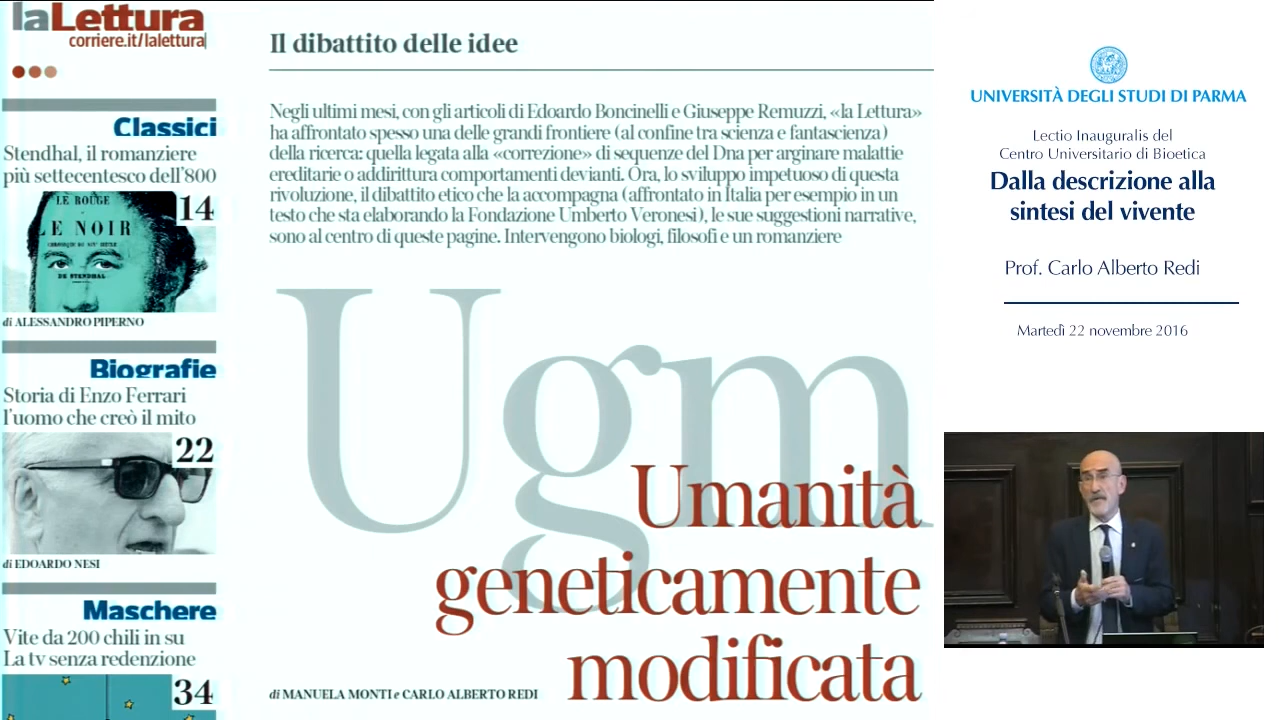 laLettura
corriere.it/lalettura
Classici
Stendhal, il romanziere
più settecentesco dell'800
LE ROUGE
LE NOIR
CHRONIQUE DU XIXe SIÈCLE
DE STENDHAL
14
di ALESSANDRO PIPERNO
Biografie
Storia di Enzo Ferrari
l'uomo che creò il mito
22
di EDOARDO NESI
Maschere
Vite da 200 chili in su
La tv senza redenzione
34
Il dibattito delle idee
Negli ultimi mesi, con gli articoli di Edoardo Boncinelli e Giuseppe Remuzzi, «la Lettura»
ha affrontato spesso una delle grandi frontiere (al confine tra scienza e fantascienza)
della ricerca: quella legata alla «correzione» di sequenze del Dna per arginare malattie
ereditarie o addirittura comportamenti devianti. Ora, lo sviluppo impetuoso di questa
rivoluzione, il dibattito etico che la accompagna (affrontato in Italia per esempio in un
testo che sta elaborando la Fondazione Umberto Veronesi), le sue suggestioni narrative,
sono al centro di queste pagine. Intervengono biologi, filosofi e un romanziere
Ugm
Umanità
geneticamente
modificata
di MANUELA MONTI e CARLO ALBERTO REDI
UNIVERSITÀ DEGLI STUDI DI PARMA
Lectio Inauguralis del
Centro Universitario di Bioetica
Dalla descrizione alla
sintesi del vivente
Prof. Carlo Alberto Redi
Martedì 22 novembre 2016